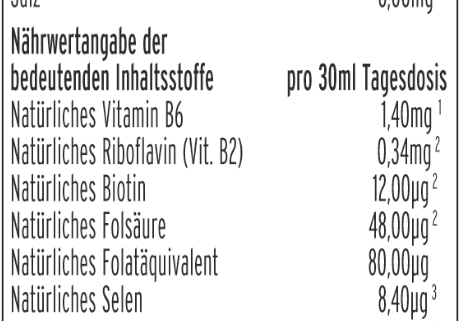 Salz 0,00mg
Nährwertangabe der
bedeutenden Inhaltsstoffe pro 30ml Tagesdosis
Natürliches Vitamin B6 1,40mg ¹
Natürliches Riboflavin (Vit. B2) 0,34mg ²
Natürliches Biotin 12,00µg ²
Natürliches Folsäure 48,00µg ²
Natürliches Folatäquivalent 80,00µg
Natürliches Selen 8,40µg ³